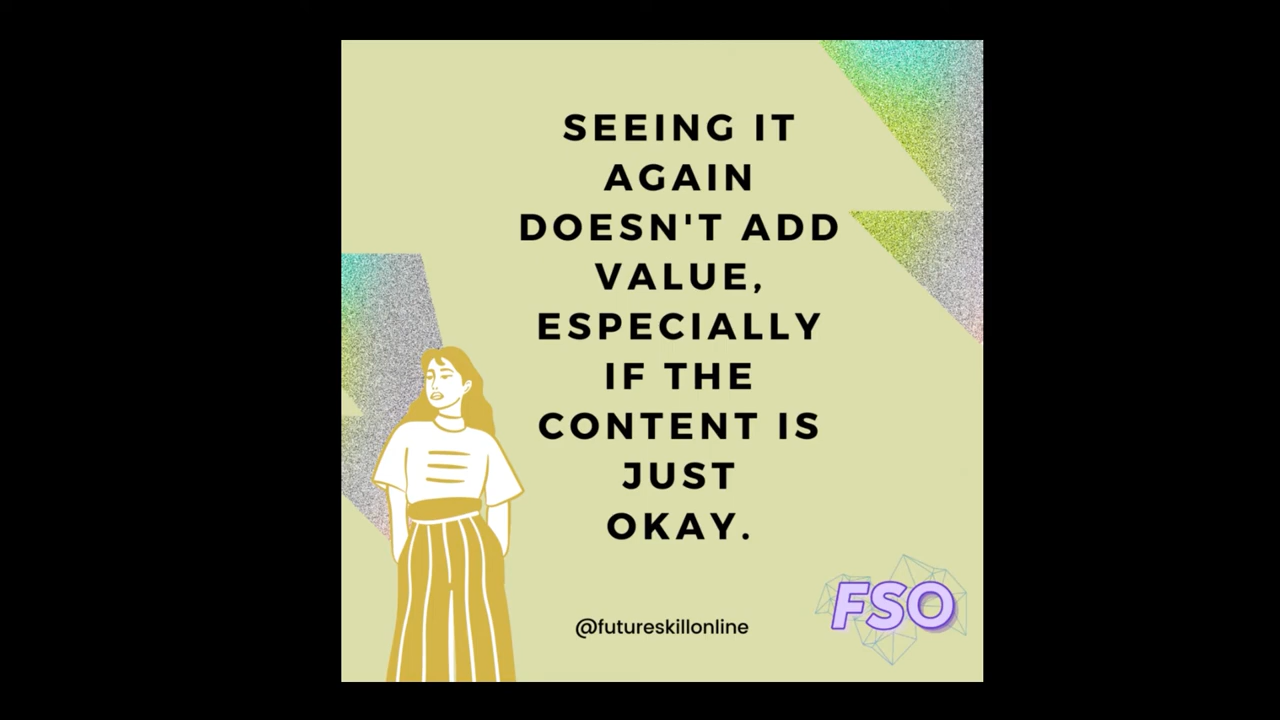 SEEING IT
AGAIN
DOESN'T ADD
VALUE,
ESPECIALLY
IF THE
CONTENT IS
JUST
OKAY.
@futureskillonline
FSO